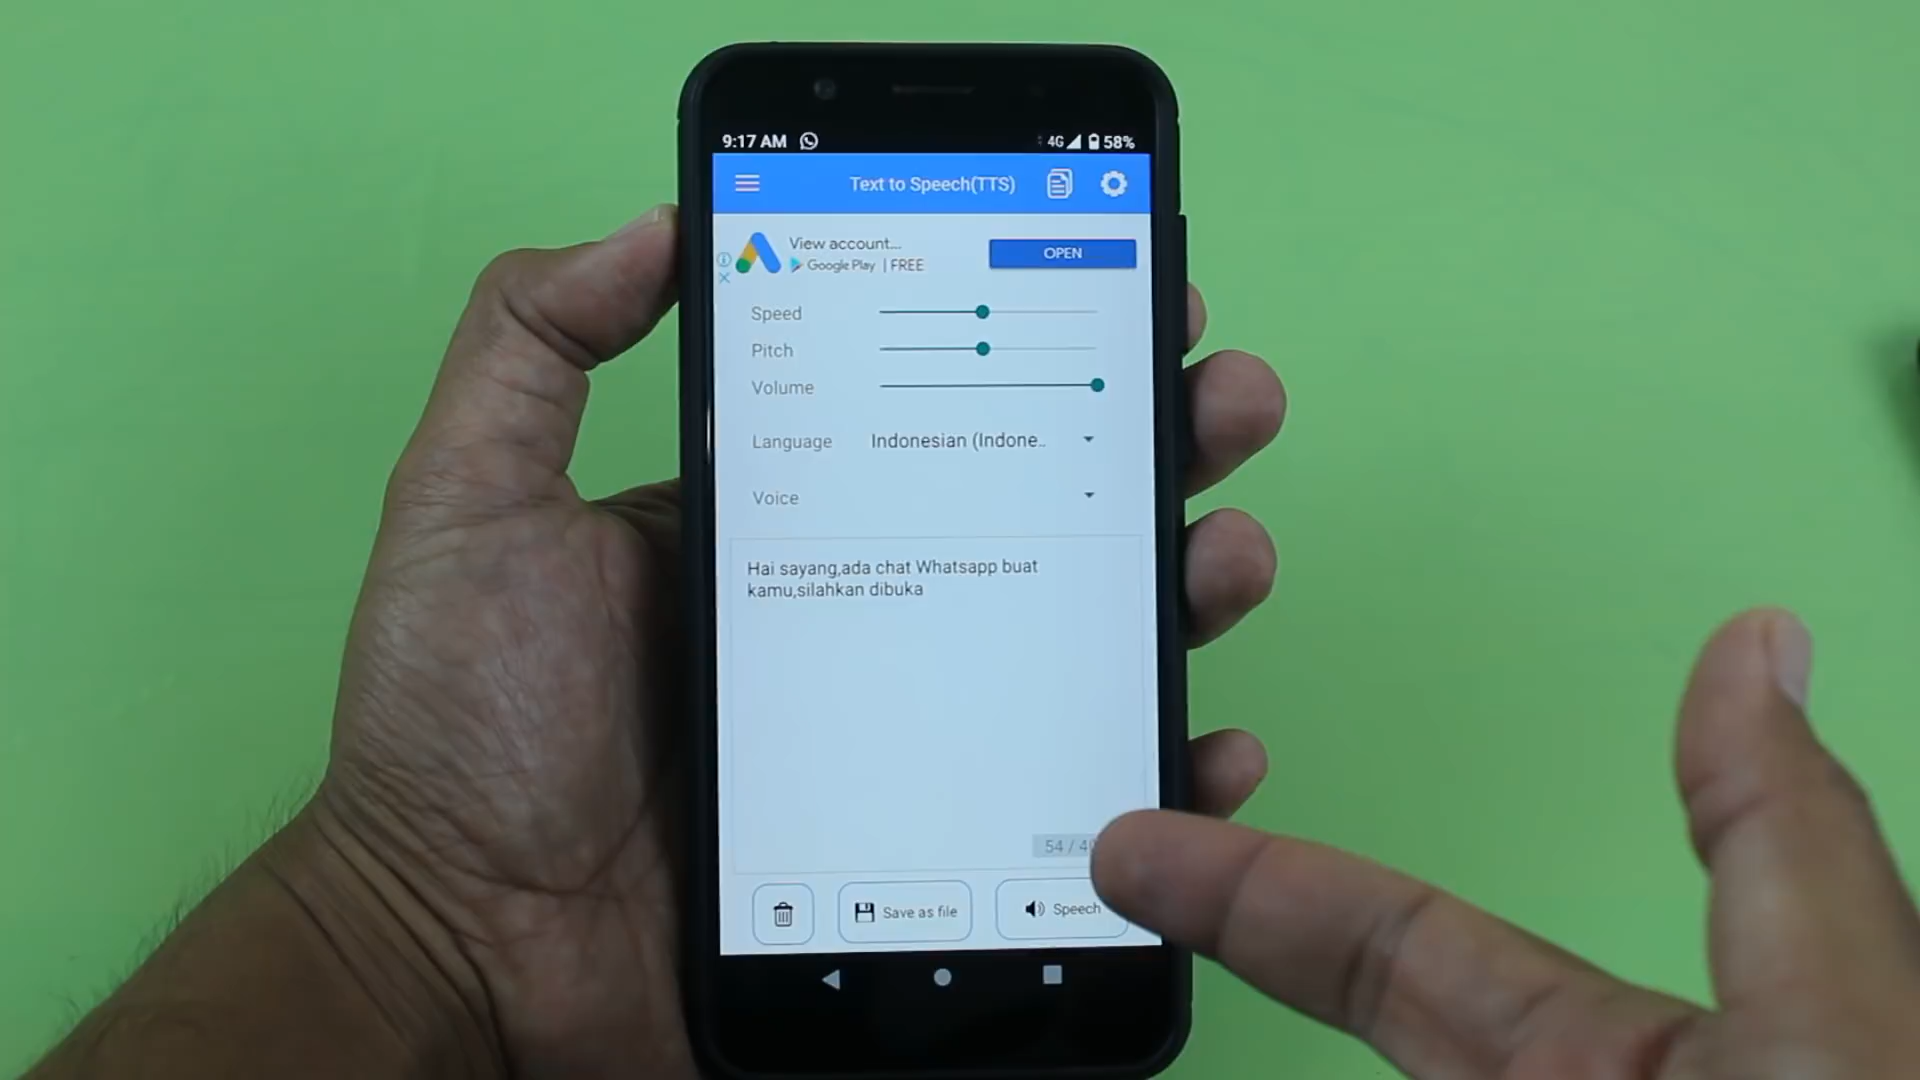 9:17 AM 4G 58%
Text to Speech(TTS)
View account...
Google Play | FREE
OPEN
Speed
Pitch
Volume
Language Indonesian (Indone..
Voice
Hai sayang,ada chat Whatsapp buat
kamu,silahkan dibuka
54 /
Save as file
Speech